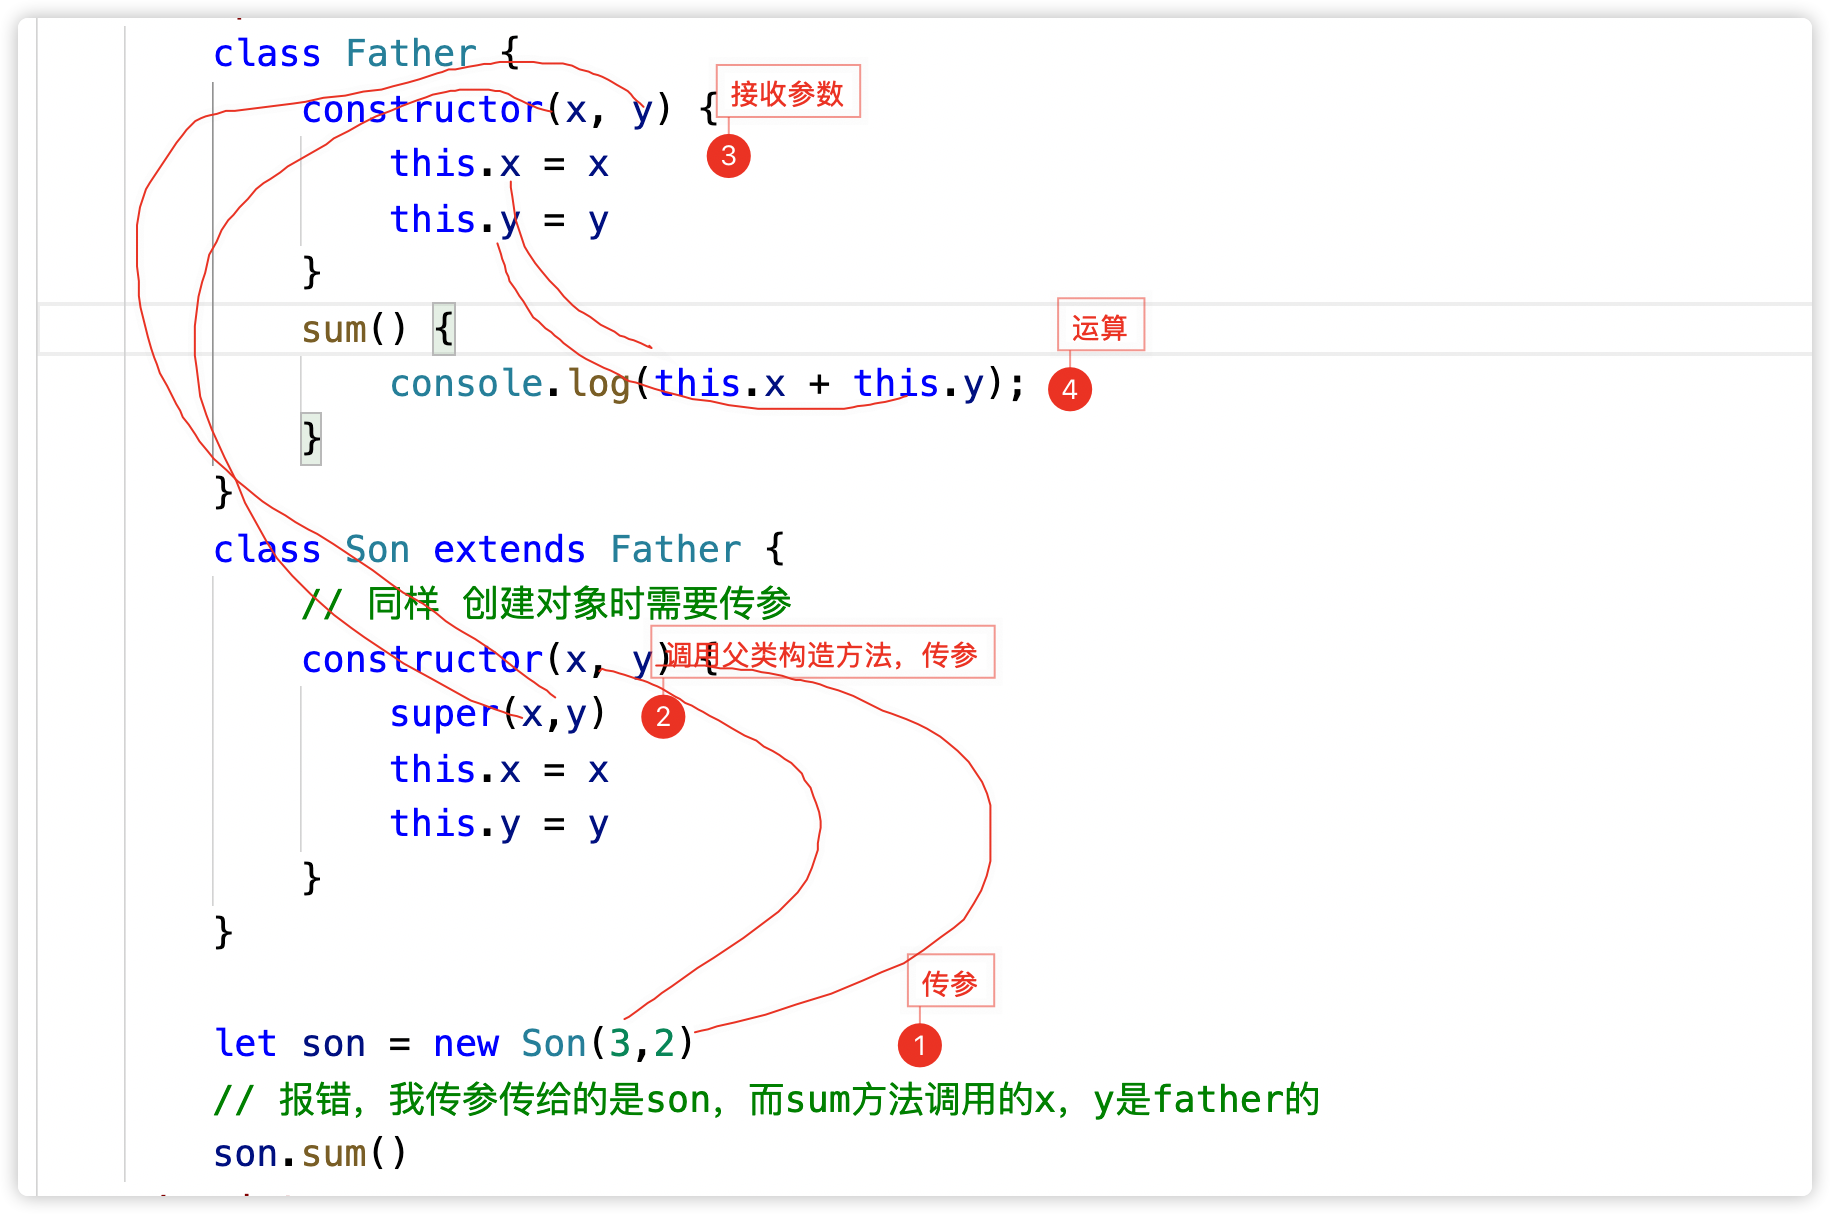 class Father {
constructor(x, y) {
接收参数
3
this.x = x
this.y = y
}
sum() {
运算
console.log(this.x + this.y);
4
}
}
class Son extends Father {
// 同样 创建对象时需要传参
constructor(x, y) {
调用父类构造方法，传参
super(x,y)
2
this.x = x
this.y = y
}
}
传参
let son = new Son(3,2)
1
// 报错，我传参传给的是son，而sum方法调用的x，y是father的
son.sum()